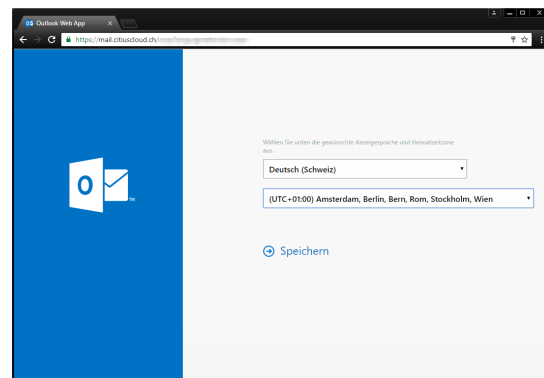 Outlook Web App
https://mail.citiuscloud.ch/
Wählen Sie unten die gewünschte Anzeigesprache und Heimatzeitzone
aus.
Deutsch (Schweiz)
(UTC+01:00) Amsterdam, Berlin, Bern, Rom, Stockholm, Wien
O
TM
Speichern